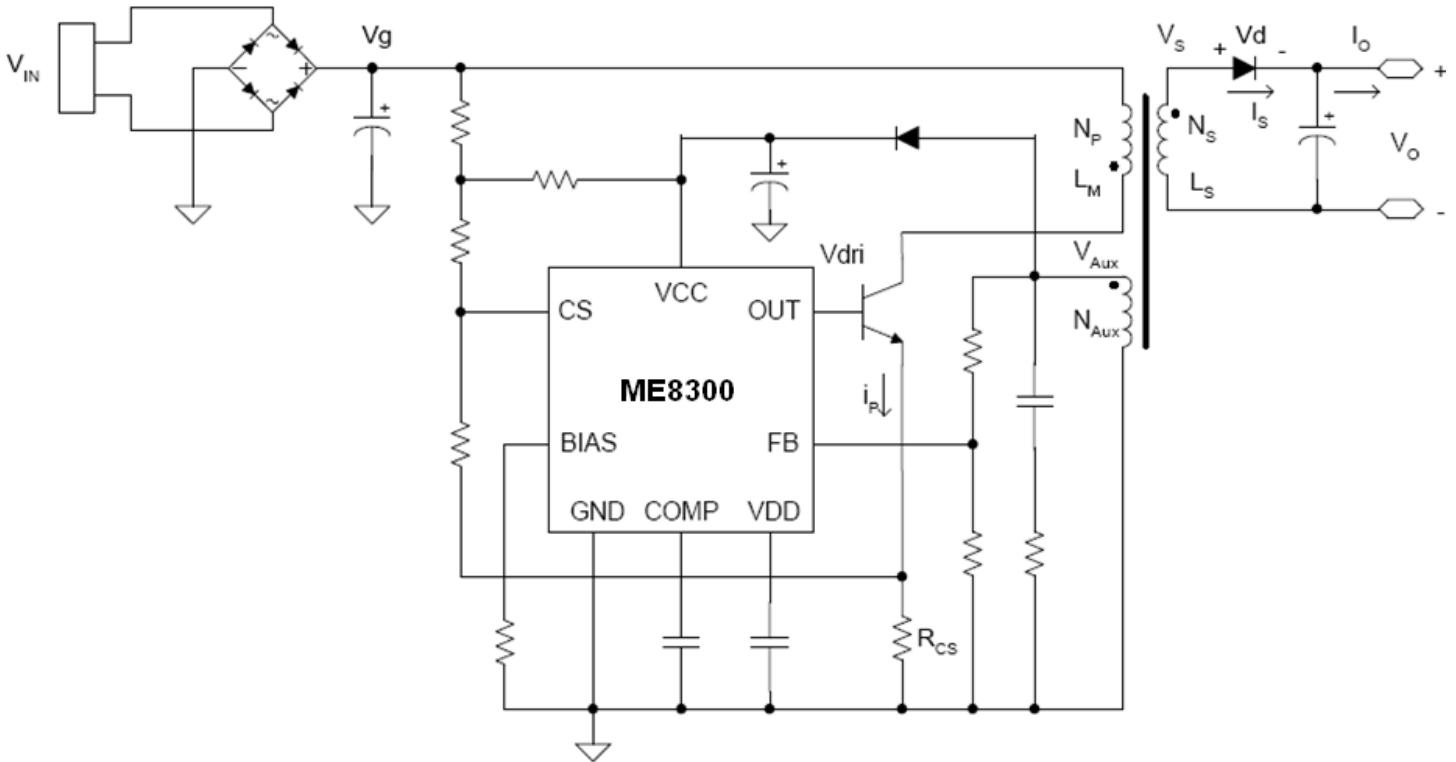 V_IN
Vg
V_S
+ Vd -
I_O
+
~
- +
~
+
+
I_S
+
N_P
N_S
V_O
L_M
L_S
-
Vdri
V_Aux
VCC
CS
OUT
N_Aux
ME8300
i_P
BIAS
FB
GND
COMP
VDD
R_CS